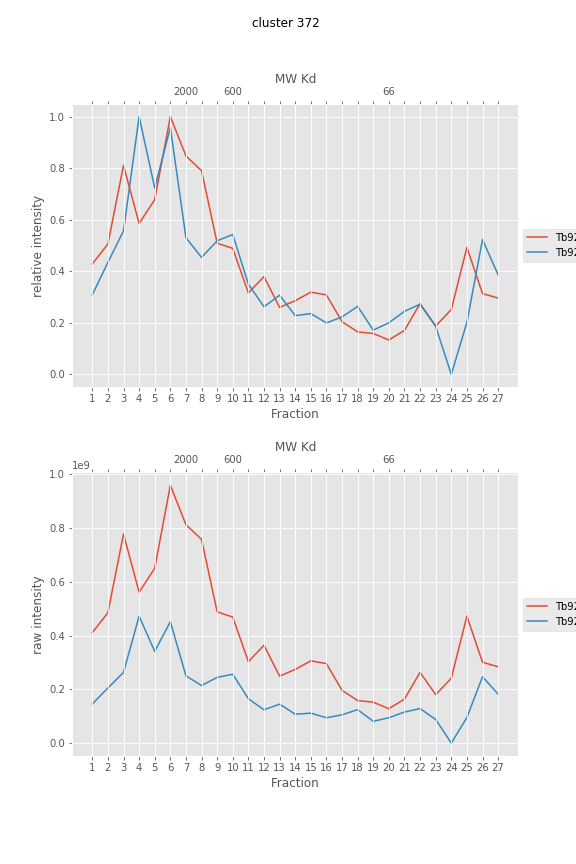 cluster 372
MW Kd
2000 600 66
1.0
0.8
0.6
0.4
0.2
0.0
relative intensity
Tb92
Tb92
1 2 3 4 5 6 7 8 9 10 11 12 13 14 15 16 17 18 19 20 21 22 23 24 25 26 27
Fraction
MW Kd
1e9
2000 600 66
1.0
0.8
0.6
0.4
0.2
0.0
raw intensity
Tb92
Tb92
1 2 3 4 5 6 7 8 9 10 11 12 13 14 15 16 17 18 19 20 21 22 23 24 25 26 27
Fraction